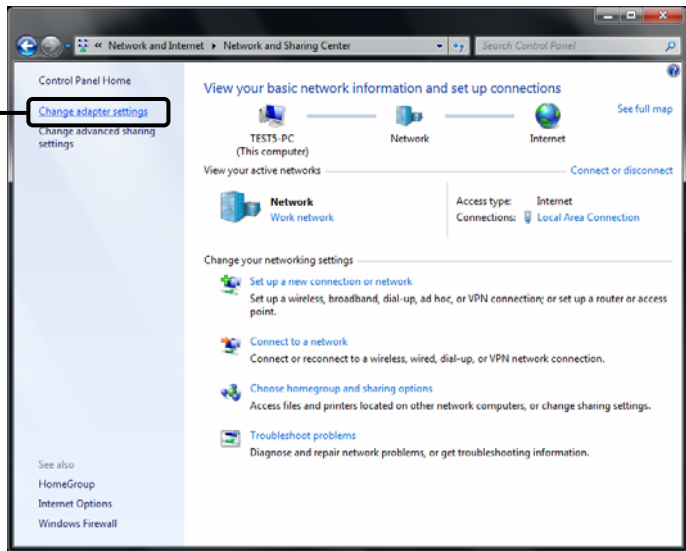 « Network and Internet ▸ Network and Sharing Center
Search Control Panel
Control Panel Home
Change adapter settings
Change advanced sharing
settings
See also
HomeGroup
Internet Options
Windows Firewall
View your basic network information and set up connections
See full map
TEST5-PC
(This computer)
Network
Internet
View your active networks
Connect or disconnect
Network
Work network
Access type: Internet
Connections: Local Area Connection
Change your networking settings
Set up a new connection or network
Set up a wireless, broadband, dial-up, ad hoc, or VPN connection; or set up a router or access
point.
Connect to a network
Connect or reconnect to a wireless, wired, dial-up, or VPN network connection.
Choose homegroup and sharing options
Access files and printers located on other network computers, or change sharing settings.
Troubleshoot problems
Diagnose and repair network problems, or get troubleshooting information.